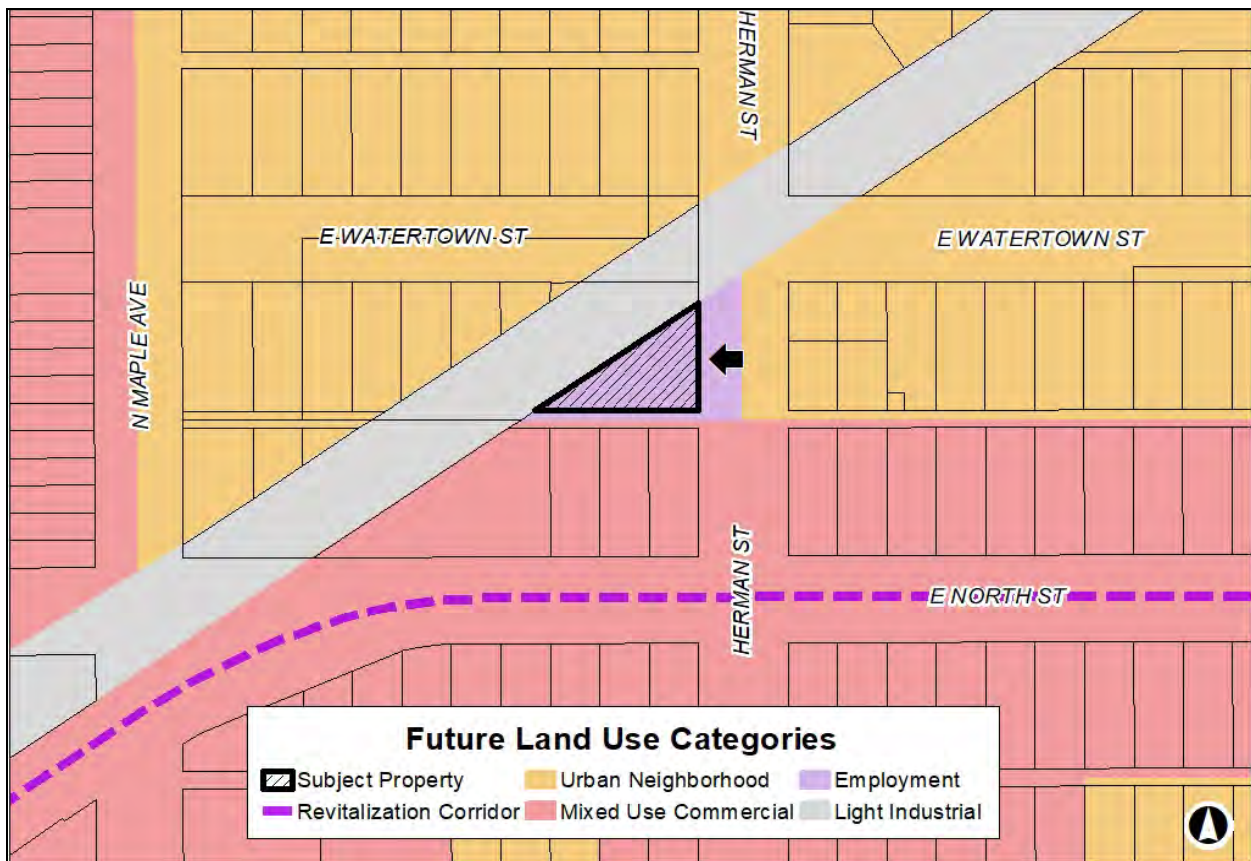 HERMAN ST
E WATERTOWN ST
E WATERTOWN ST
N MAPLE AVE
HERMAN ST
E NORTH ST
Future Land Use Categories
Subject Property
Urban Neighborhood
Employment
Revitalization Corridor
Mixed Use Commercial
Light Industrial